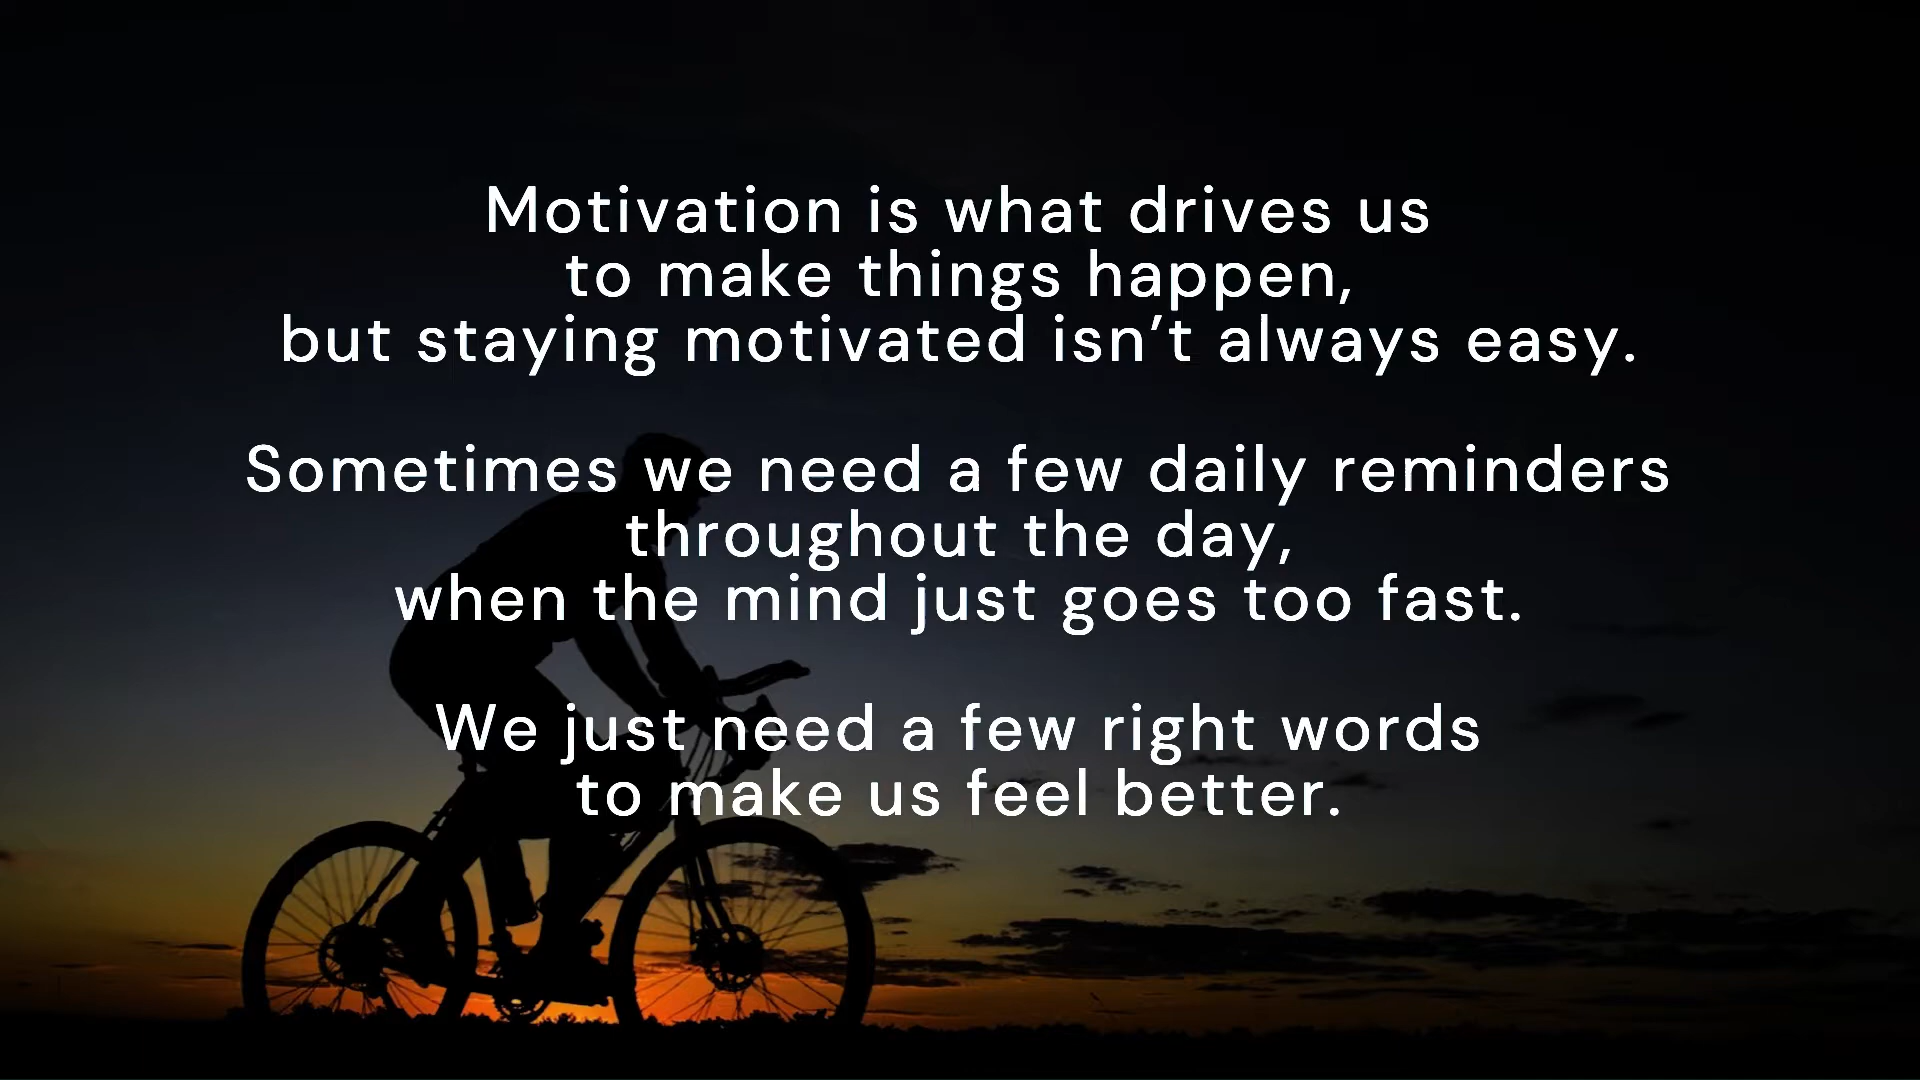 Motivation is what drives us
to make things happen,
but staying motivated isn’t always easy.
Sometimes we need a few daily reminders
throughout the day,
when the mind just goes too fast.
We just need a few right words
to make us feel better.